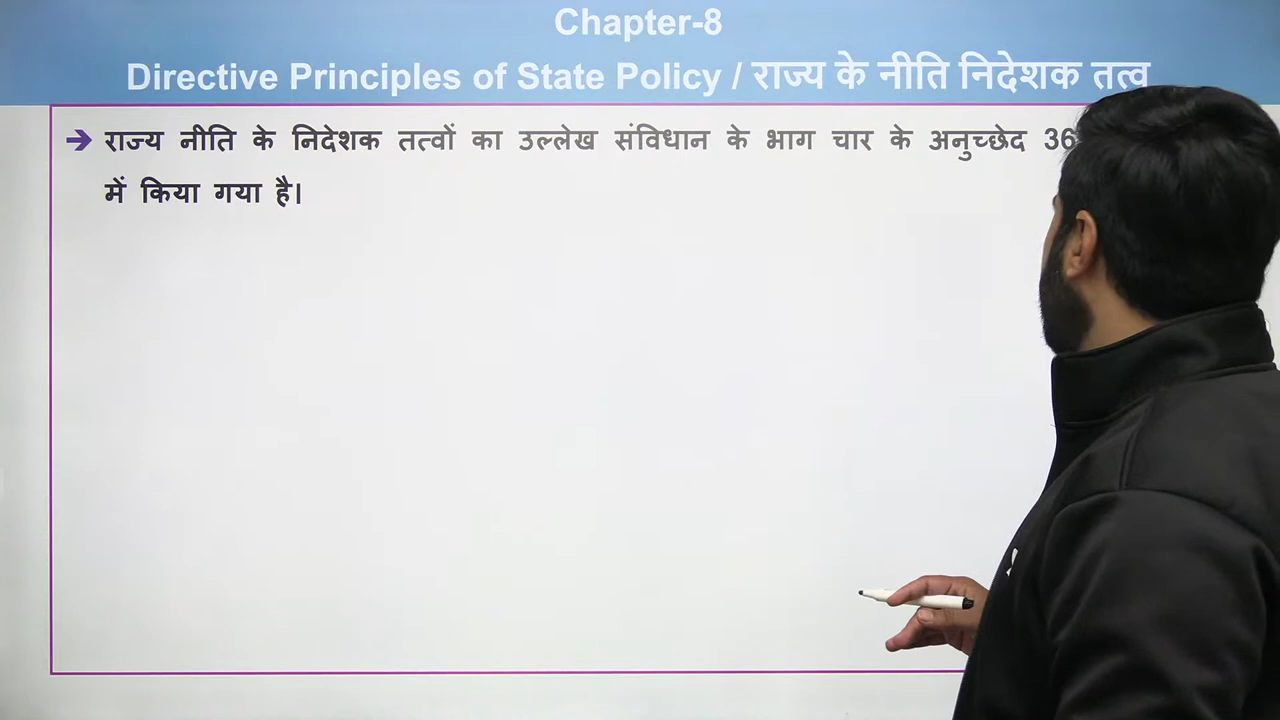 Chapter-8
Directive Principles of State Policy / राज्य के नीति निदेशक तत्व
राज्य नीति के निदेशक तत्वों का उल्लेख संविधान के भाग चार के अनुच्छेद 36
में किया गया है।